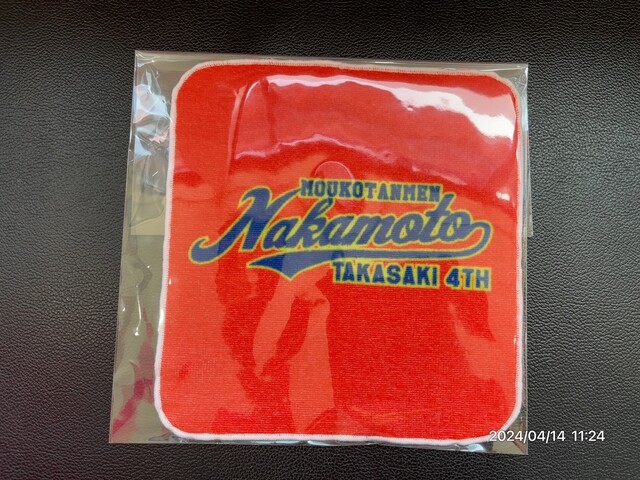 MOUKOTANMEN
Nakamoto
TAKASAKI 4TH
2024/04/14 11:24